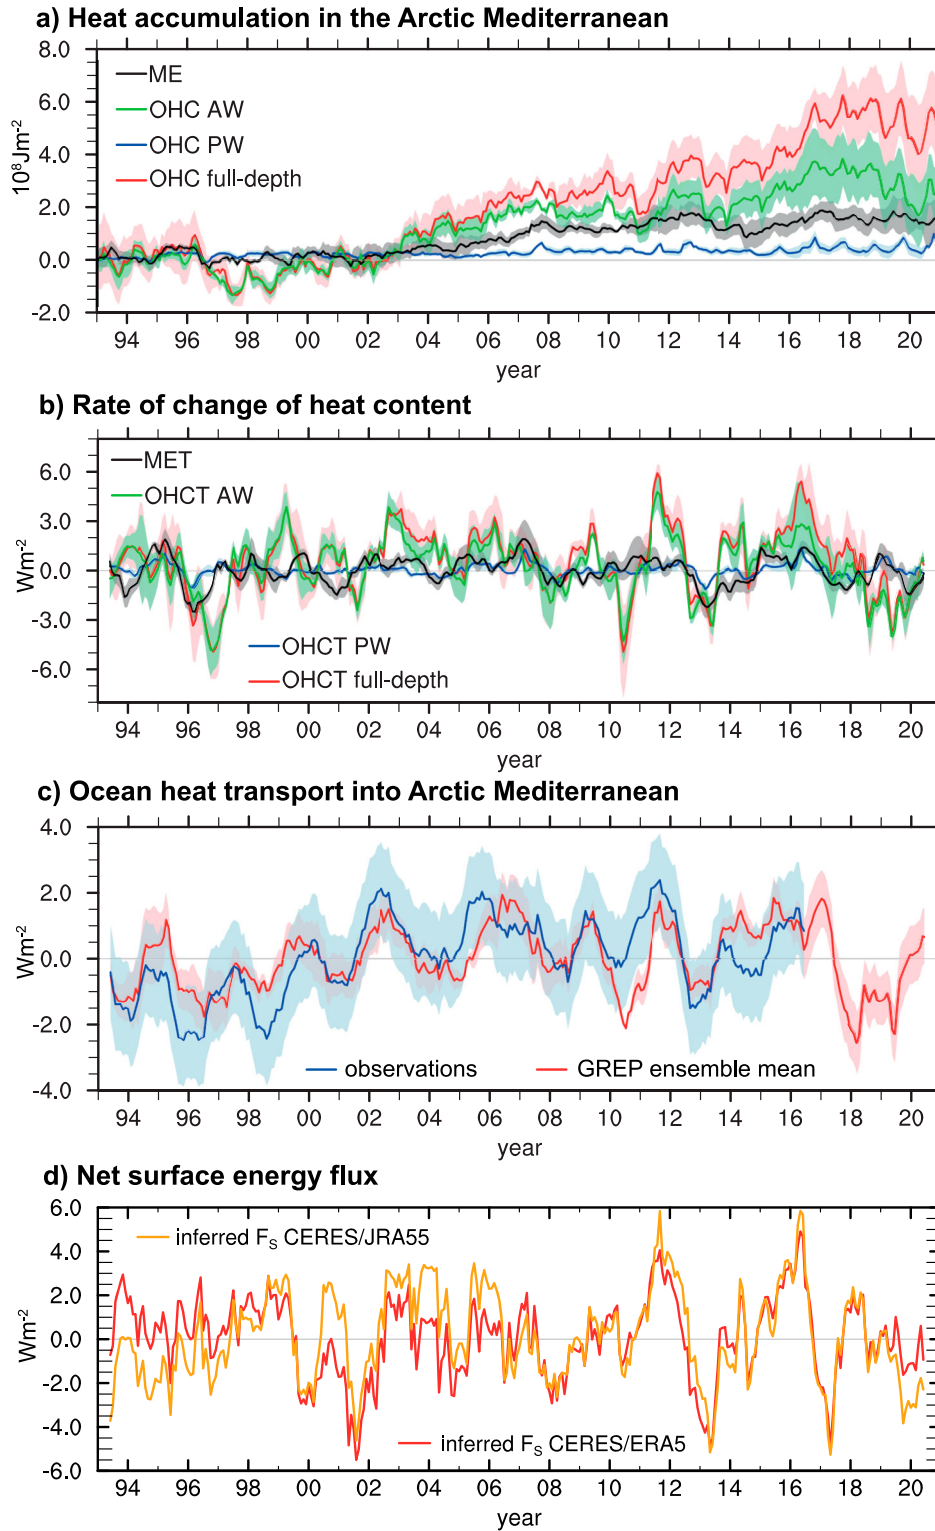 a) Heat accumulation in the Arctic Mediterranean
8.0
6.0
4.0
2.0
0.0
-2.0
10⁸Jm⁻²
ME
OHC AW
OHC PW
OHC full-depth
94 96 98 00 02 04 06 08 10 12 14 16 18 20
year
b) Rate of change of heat content
6.0
3.0
0.0
-3.0
-6.0
Wm⁻²
MET
OHCT AW
OHCT PW
OHCT full-depth
94 96 98 00 02 04 06 08 10 12 14 16 18 20
year
c) Ocean heat transport into Arctic Mediterranean
4.0
2.0
0.0
-2.0
-4.0
Wm⁻²
observations GREP ensemble mean
94 96 98 00 02 04 06 08 10 12 14 16 18 20
year
d) Net surface energy flux
6.0
4.0
2.0
0.0
-2.0
-4.0
-6.0
Wm⁻²
inferred Fₛ CERES/JRA55
inferred Fₛ CERES/ERA5
94 96 98 00 02 04 06 08 10 12 14 16 18 20
year